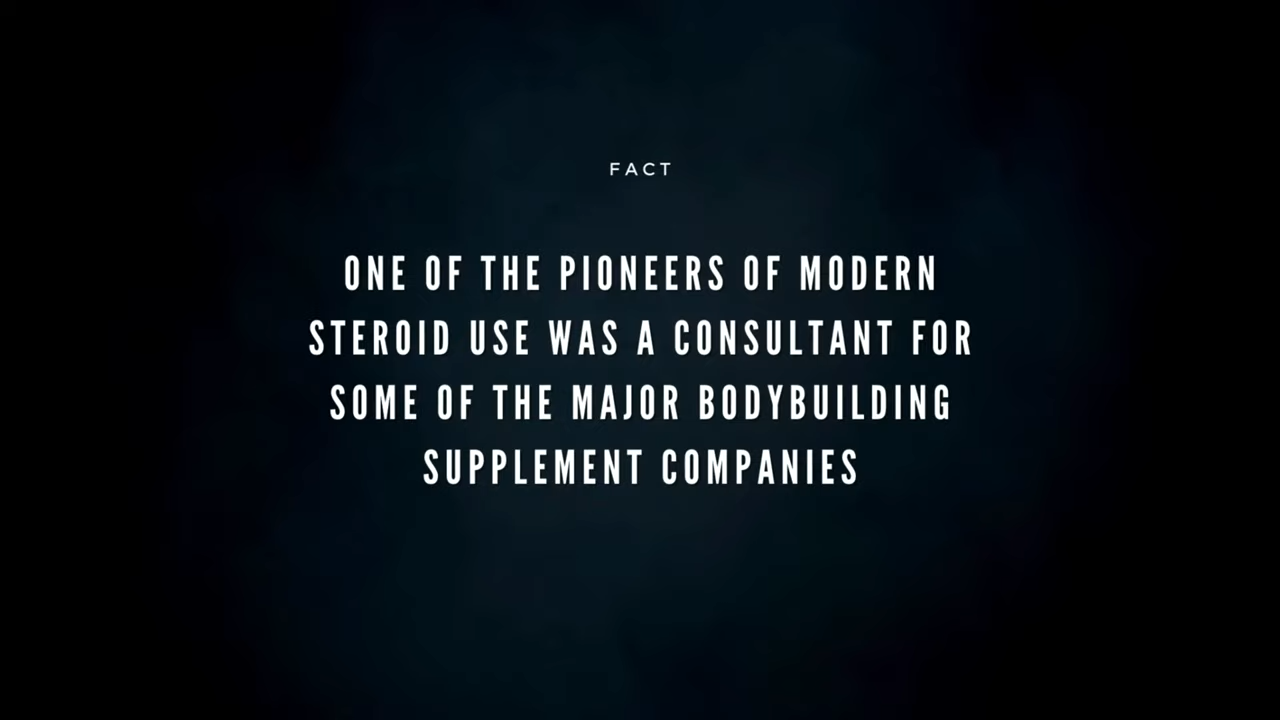 FACT
ONE OF THE PIONEERS OF MODERN
STEROID USE WAS A CONSULTANT FOR
SOME OF THE MAJOR BODYBUILDING
SUPPLEMENT COMPANIES